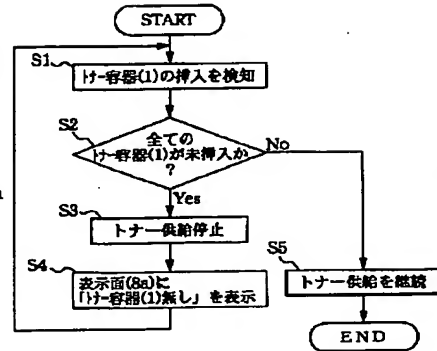 START
S1
トナー容器(1)の挿入を検知
S2
全ての
トナー容器(1)が未挿入か
?
No
Yes
S3
トナー供給停止
S4
表示面(8a)に
「トナー容器(1)無し」を表示
S5
トナー供給を継続
END